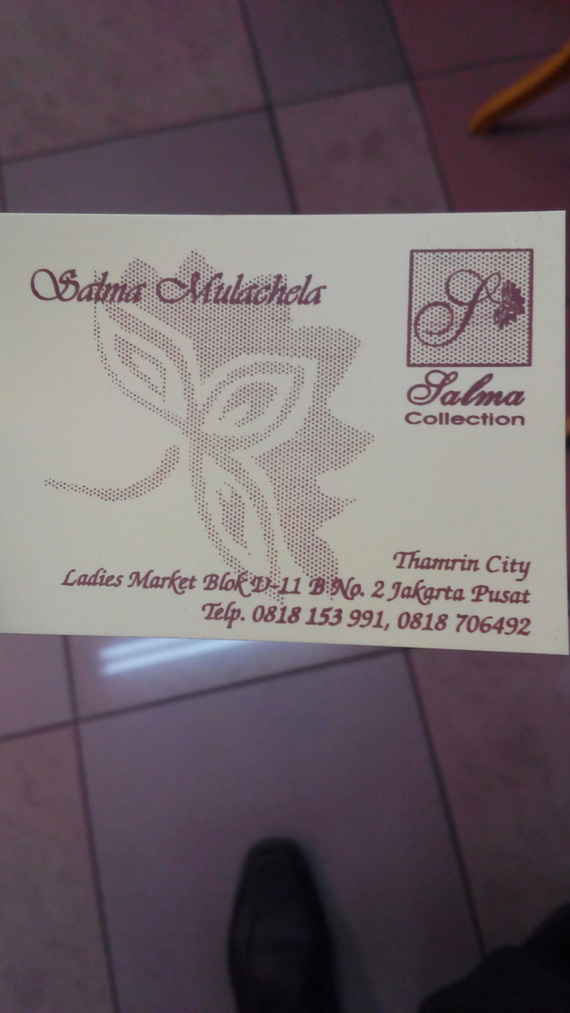 Salma Mulachela
S
Salma
Collection
Thamrin City
Ladies Market Blok D-11 B No. 2 Jakarta Pusat
Telp. 0818 153 991, 0818 706492